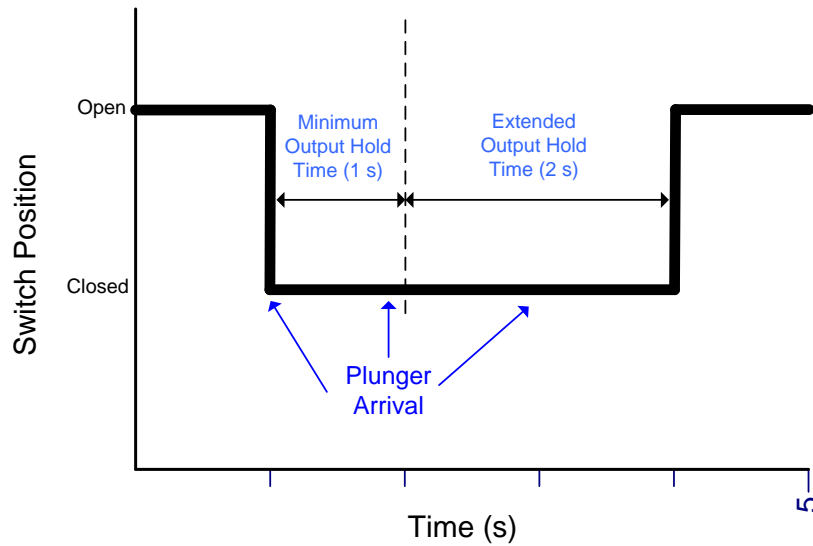 Open
Minimum
Output Hold
Time (1 s)
Extended
Output Hold
Time (2 s)
Switch Position
Closed
Plunger
Arrival
5
Time (s)